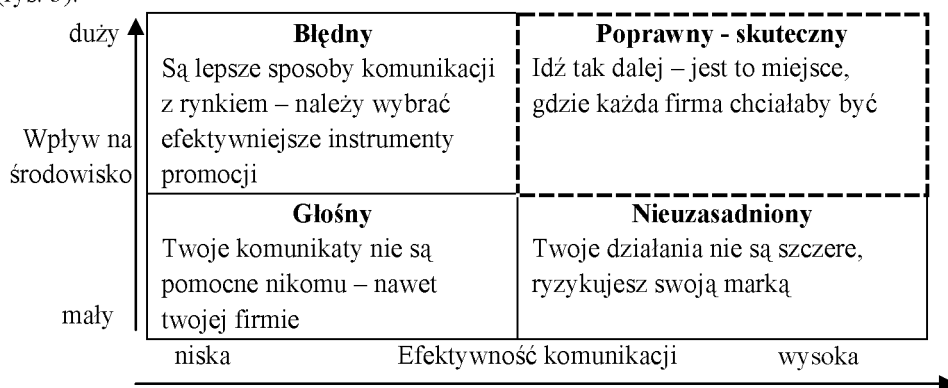 (rys. 5).
duży
Błędny
Są lepsze sposoby komunikacji
z rynkiem – należy wybrać
efektywniejsze instrumenty
promocji
Poprawny - skuteczny
Idź tak dalej – jest to miejsce,
gdzie każda firma chciałaby być
Wpływ na
środowisko
Głośny
Twoje komunikaty nie są
pomocne nikomu – nawet
twojej firmie
Nieuzasadniony
Twoje działania nie są szczere,
ryzykujesz swoją marką
mały
niska
Efektywność komunikacji
wysoka